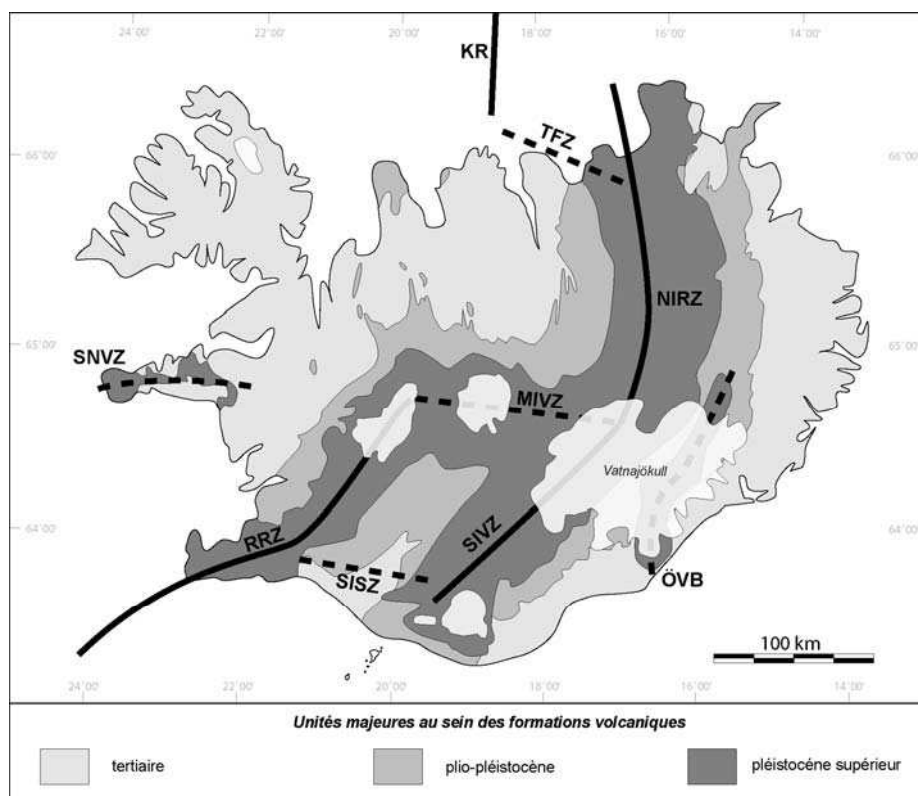 24°00' 22°00' 20°00' 18°00' 16°00' 14°00'
KR
TFZ
66°00' 66°00'
NIRZ
65°00' 65°00'
SNVZ
MIVZ
Vatnajökull
64°00' 64°00'
RRZ
SIVZ
SISZ
ÖVB
100 km
24°00' 22°00' 20°00' 18°00' 16°00' 14°00'
Unités majeures au sein des formations volcaniques
tertiaire plio-pléistocène pléistocéne supérieur